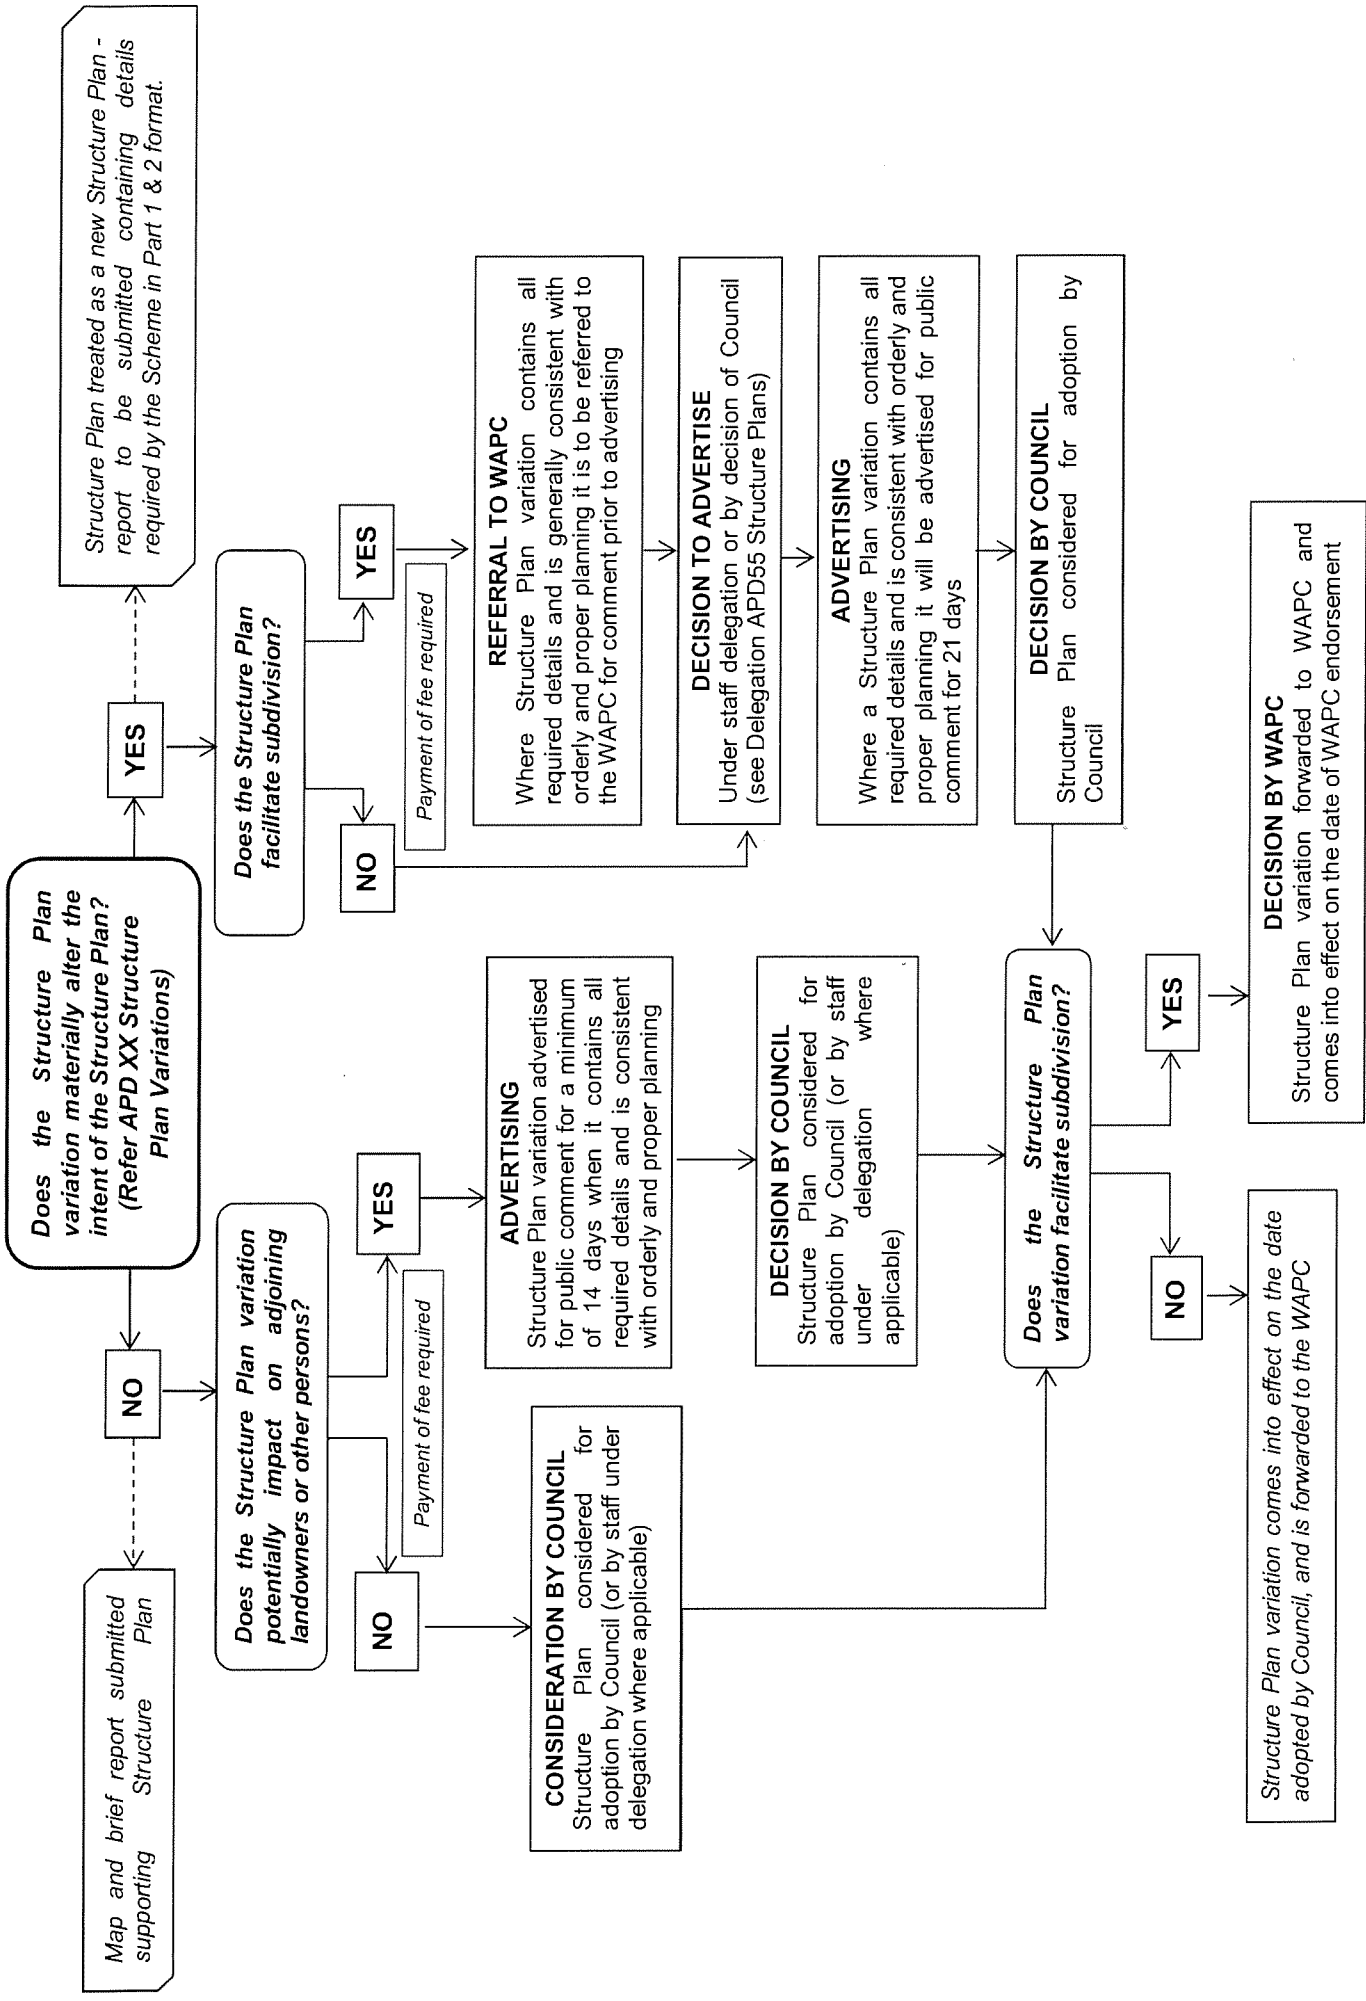 Does the Structure Plan
variation materially alter the
intent of the Structure Plan?
(Refer APD XX Structure
Plan Variations)
NO
YES
Map and brief report submitted
supporting Structure Plan
Structure Plan treated as a new Structure Plan -
report to be submitted containing details
required by the Scheme in Part 1 & 2 format.
Does the Structure Plan variation
potentially impact on adjoining
landowners or other persons?
NO
YES
Payment of fee required
CONSIDERATION BY COUNCIL
Structure Plan considered for
adoption by Council (or by staff under
delegation where applicable)
ADVERTISING
Structure Plan variation advertised
for public comment for a minimum
of 14 days when it contains all
required details and is consistent
with orderly and proper planning
DECISION BY COUNCIL
Structure Plan considered for
adoption by Council (or by staff
under delegation where
applicable)
Does the Structure Plan
facilitate subdivision?
NO
YES
Payment of fee required
REFERRAL TO WAPC
Where Structure Plan variation contains all
required details and is generally consistent with
orderly and proper planning it is to be referred to
the WAPC for comment prior to advertising
DECISION TO ADVERTISE
Under staff delegation or by decision of Council
(see Delegation APD55 Structure Plans)
ADVERTISING
Where a Structure Plan variation contains all
required details and is consistent with orderly and
proper planning it will be advertised for public
comment for 21 days
DECISION BY COUNCIL
Structure Plan considered for adoption by
Council
Does the Structure Plan
variation facilitate subdivision?
NO
YES
Structure Plan variation comes into effect on the date
adopted by Council, and is forwarded to the WAPC
DECISION BY WAPC
Structure Plan variation forwarded to WAPC and
comes into effect on the date of WAPC endorsement